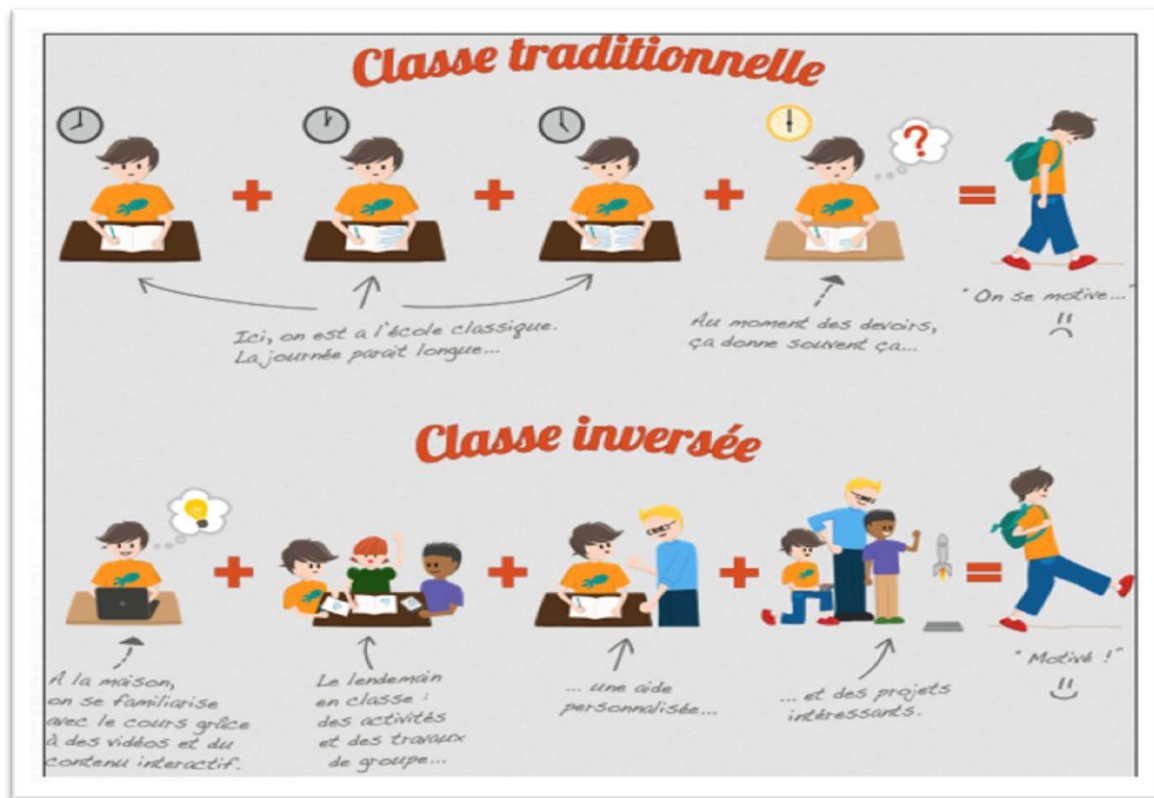 Classe traditionnelle
?
Ici, on est a l'école classique.
La journée parait longue...
Au moment des devoirs,
ça donne souvent ça...
" On se motive..."
Classe inversée
A la maison,
on se familiarise
avec le cours grâce
à des vidéos et du
contenu interactif.
Le lendemain
en classe :
des activités
et des travaux
de groupe...
... une aide
personnalisée...
... et des projets
intéressants.
" Motivé ! "